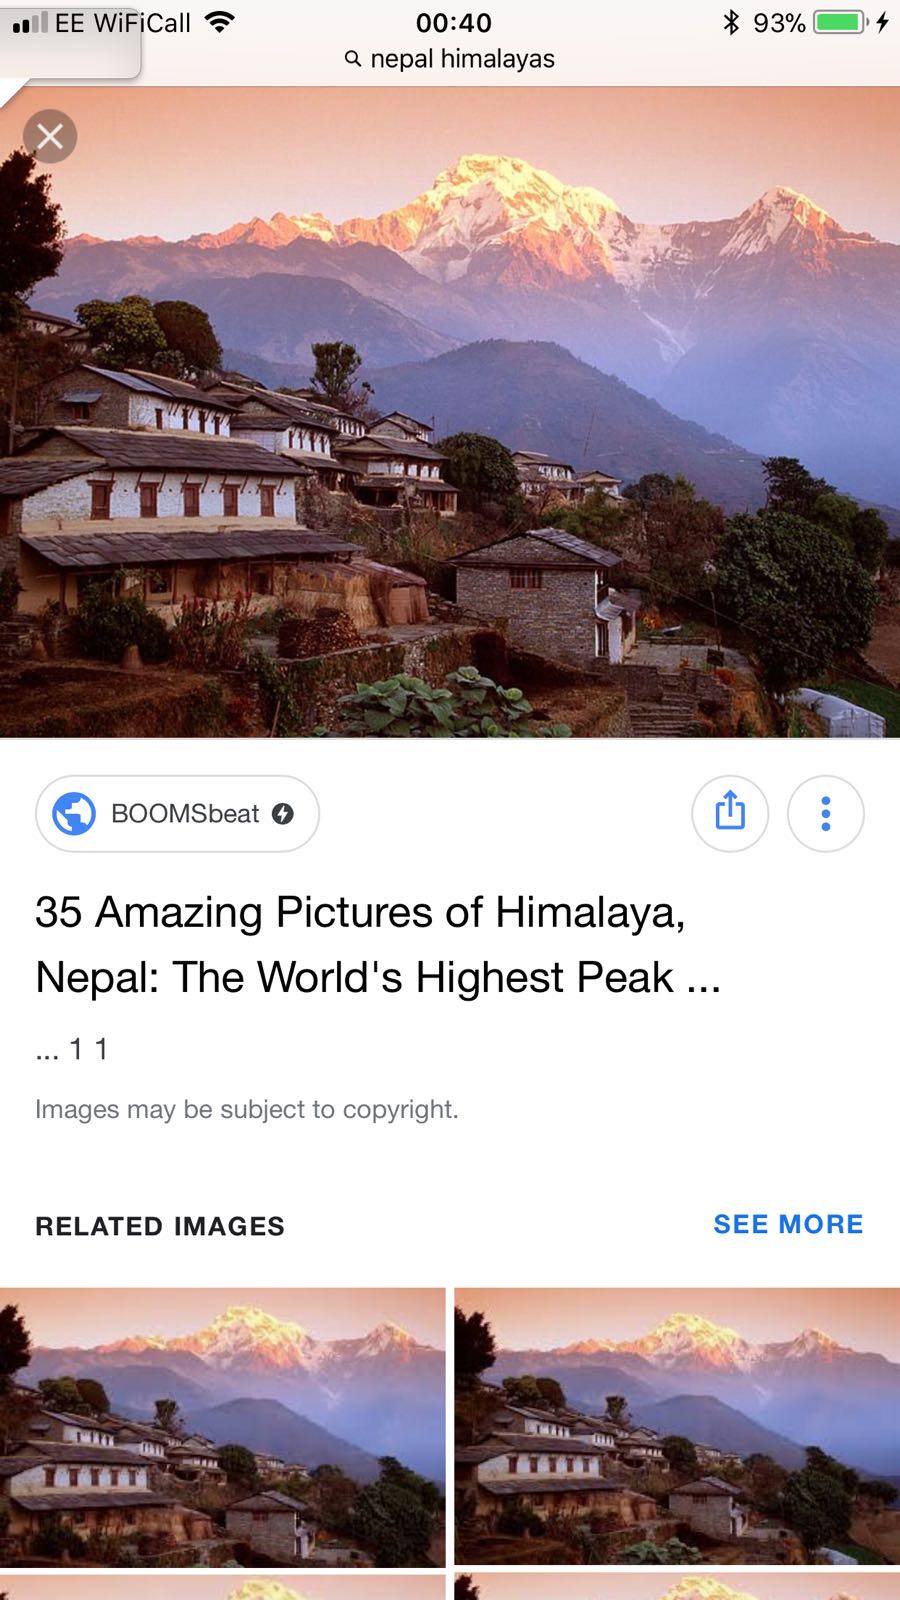 EE WiFiCall 00:40 93%
nepal himalayas
BOOMSbeat
35 Amazing Pictures of Himalaya,
Nepal: The World's Highest Peak ...
... 1 1
Images may be subject to copyright.
RELATED IMAGES SEE MORE